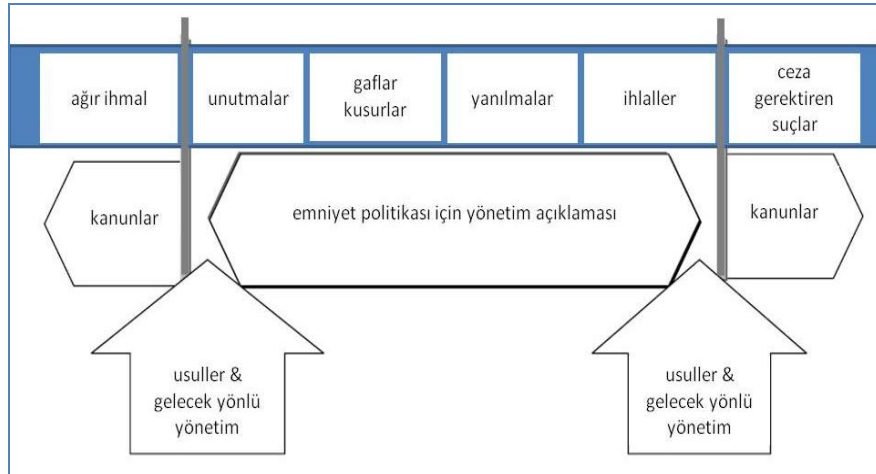 ağır ihmal
unutmalar
gaflar
kusurlar
yanılmalar
ihlaller
ceza
gerektiren
suçlar
kanunlar
emniyet politikası için yönetim açıklaması
kanunlar
usuller &
gelecek yönlü
yönetim
usuller &
gelecek yönlü
yönetim